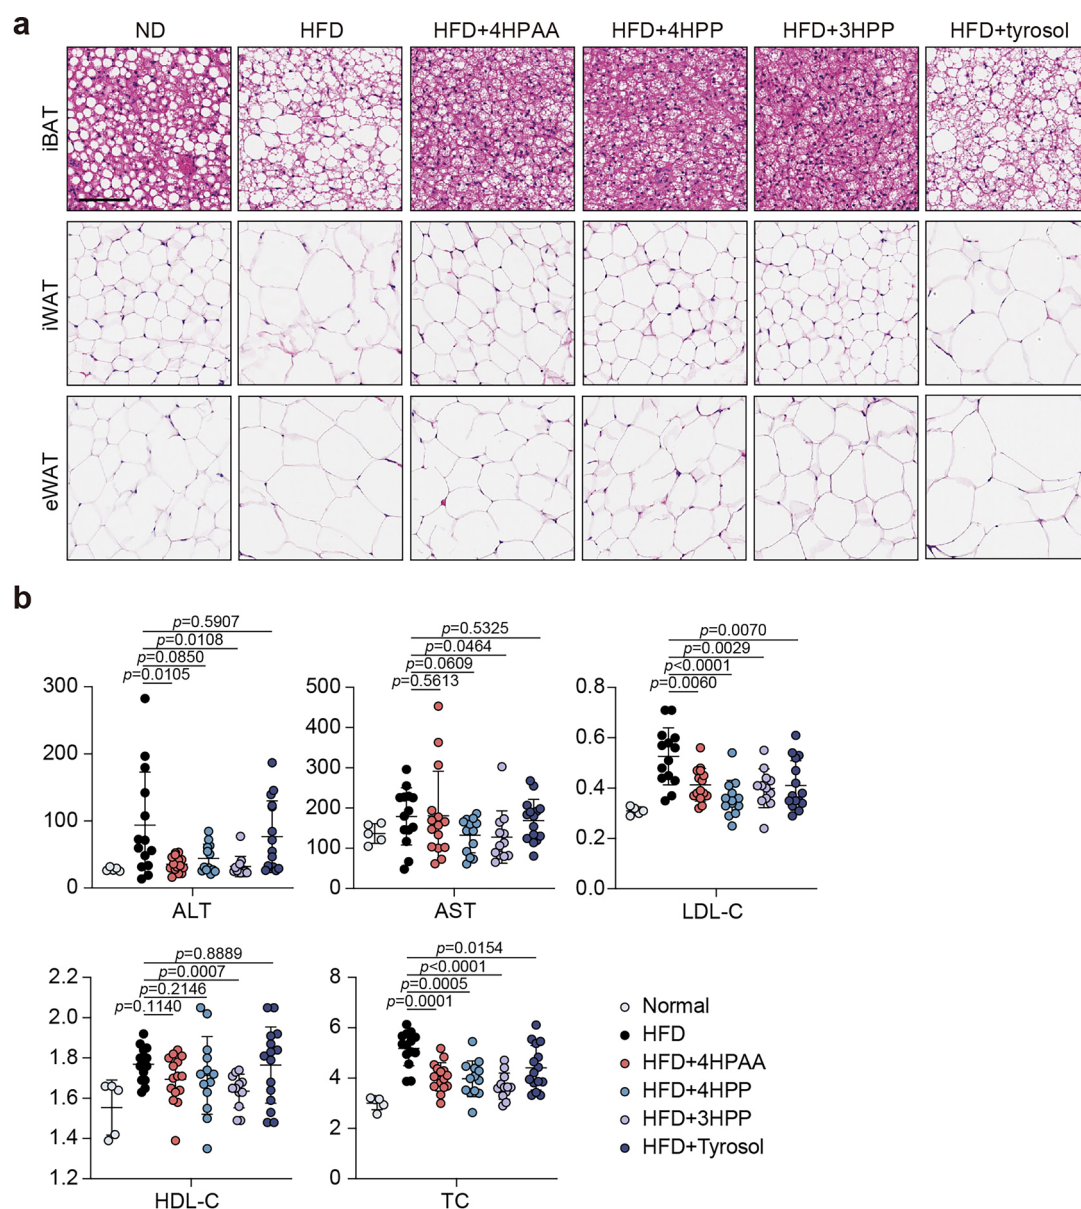 a
ND HFD HFD+4HPAA HFD+4HPP HFD+3HPP HFD+tyrosol
iBAT
iWAT
eWAT
b
p=0.5907
p=0.0108
p=0.0850
p=0.0105
300
200
100
0
ALT
p=0.5325
p=0.0464
p=0.0609
p=0.5613
500
400
300
200
100
0
AST
p=0.0070
p=0.0029
p<0.0001
p=0.0060
0.8
0.6
0.4
0.2
0.0
LDL-C
p=0.8889
p=0.0007
p=0.2146
p=0.1140
2.2
2.0
1.8
1.6
1.4
1.2
HDL-C
p=0.0154
p<0.0001
p=0.0005
p=0.0001
8
6
4
2
0
TC
Normal
HFD
HFD+4HPAA
HFD+4HPP
HFD+3HPP
HFD+Tyrosol